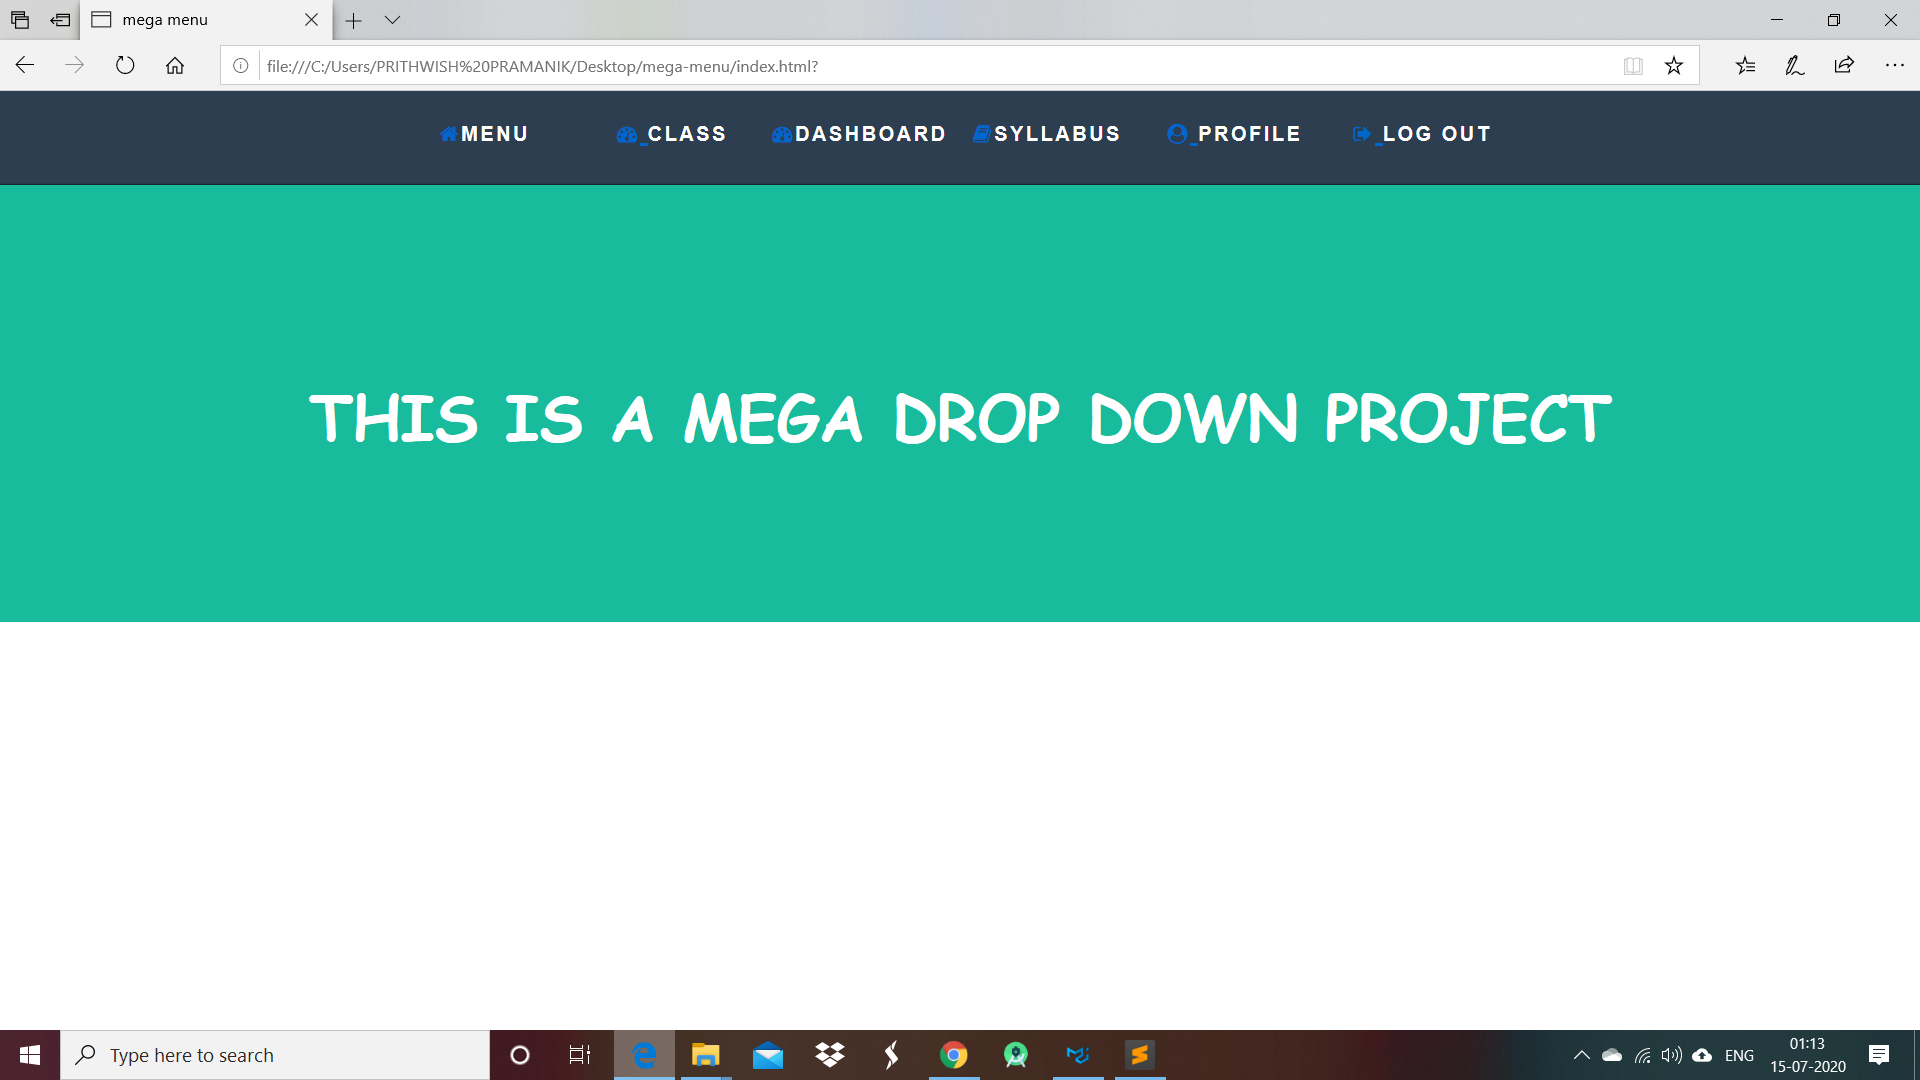 mega menu
file:///C:/Users/PRITHWISH%20PRAMANIK/Desktop/mega-menu/index.html?
MENU _CLASS DASHBOARD SYLLABUS _PROFILE _LOG OUT
THIS IS A MEGA DROP DOWN PROJECT
Type here to search
ENG
01:13
15-07-2020